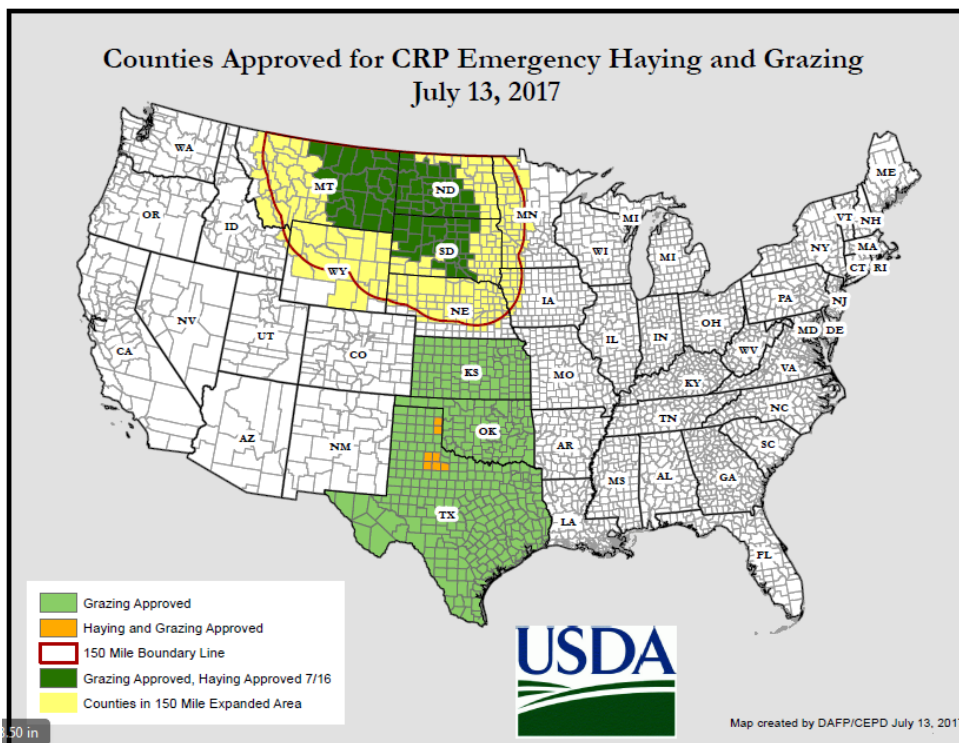 Counties Approved for CRP Emergency Haying and Grazing
July 13, 2017
WA
MT
ND
MN
ME
OR
ID
SD
WI
MI
VT
NH
WY
MI
NY
MA
CT
RI
NE
IA
PA
NJ
NV
UT
IL
IN
OH
MD
DE
CA
CO
KS
MO
WV
VA
KY
AZ
NM
OK
AR
TN
NC
SC
MS
AL
GA
TX
LA
FL
Grazing Approved
Haying and Grazing Approved
150 Mile Boundary Line
Grazing Approved, Haying Approved 7/16
Counties in 150 Mile Expanded Area
USDA
Map created by DAFP/CEPD July 13, 2017
.50 in